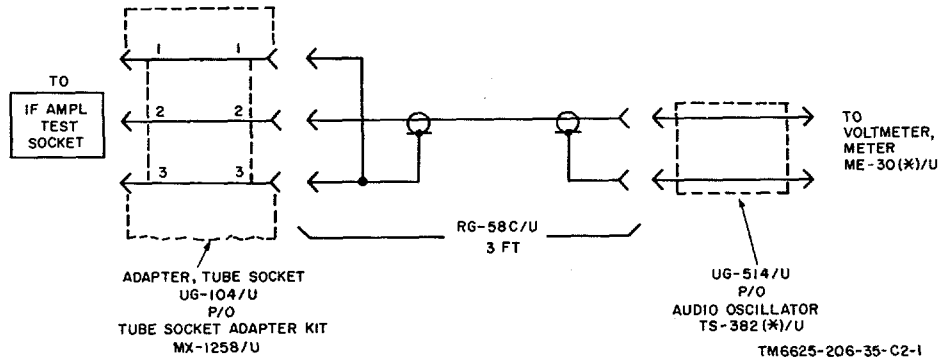 TO
IF AMPL
TEST
SOCKET
1 1
2 2
3 3
ADAPTER, TUBE SOCKET
UG-104/U
P/O
TUBE SOCKET ADAPTER KIT
MX-1258/U
RG-58C/U
3 FT
TO
VOLTMETER,
METER
ME-30(*)/U
UG-514/U
P/O
AUDIO OSCILLATOR
TS-382(*)/U
TM6625-206-35-C2-1